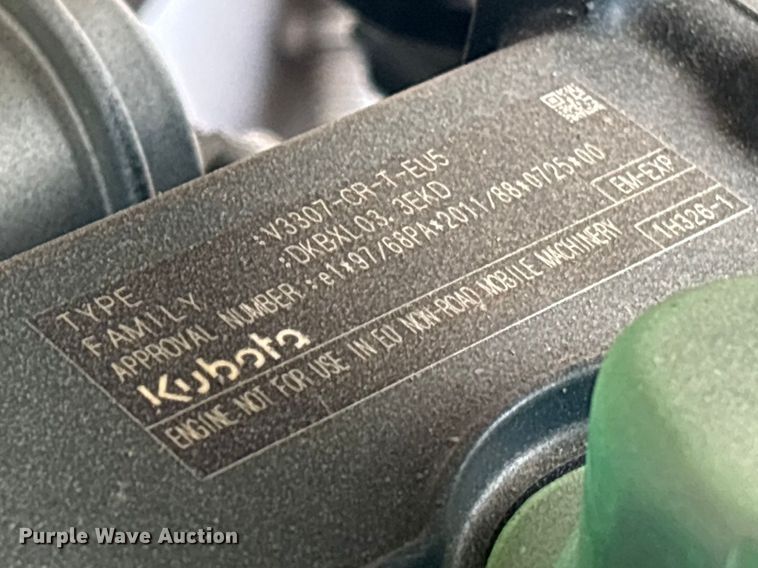 TYPE :V3307-CR-T-EU5
FAMILY :DKBXL03.3EKD
APPROVAL NUMBER:e1*97/68PA*2011/88*0725*00
Kubota EM-EXP
ENGINE NOT FOR USE IN EU NON-ROAD MOBILE MACHINERY 1H326-1
Purple Wave Auction